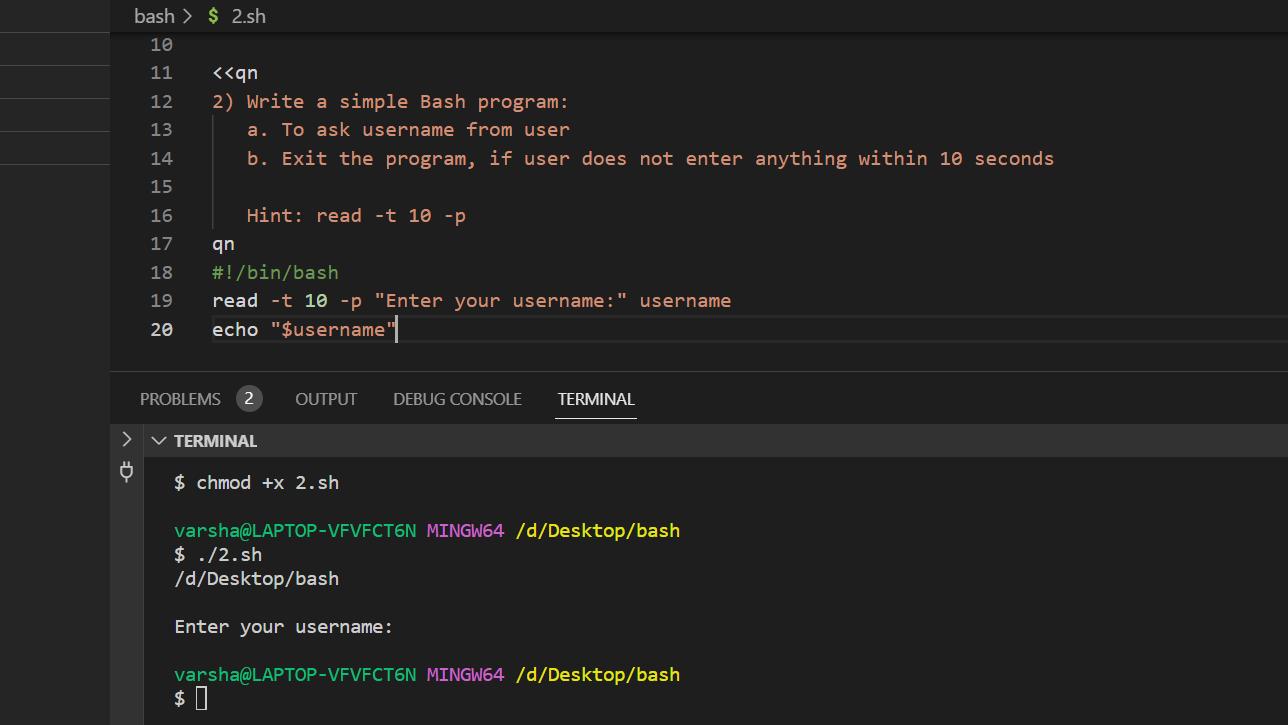 bash > $ 2.sh
10
11 <<qn
12 2) Write a simple Bash program:
13 a. To ask username from user
14 b. Exit the program, if user does not enter anything within 10 seconds
15
16 Hint: read -t 10 -p
17 qn
18 #!/bin/bash
19 read -t 10 -p "Enter your username:" username
20 echo "$username"
PROBLEMS 2 OUTPUT DEBUG CONSOLE TERMINAL
TERMINAL
$ chmod +x 2.sh
varsha@LAPTOP-VFVFCT6N MINGW64 /d/Desktop/bash
$ ./2.sh
/d/Desktop/bash
Enter your username:
varsha@LAPTOP-VFVFCT6N MINGW64 /d/Desktop/bash
$